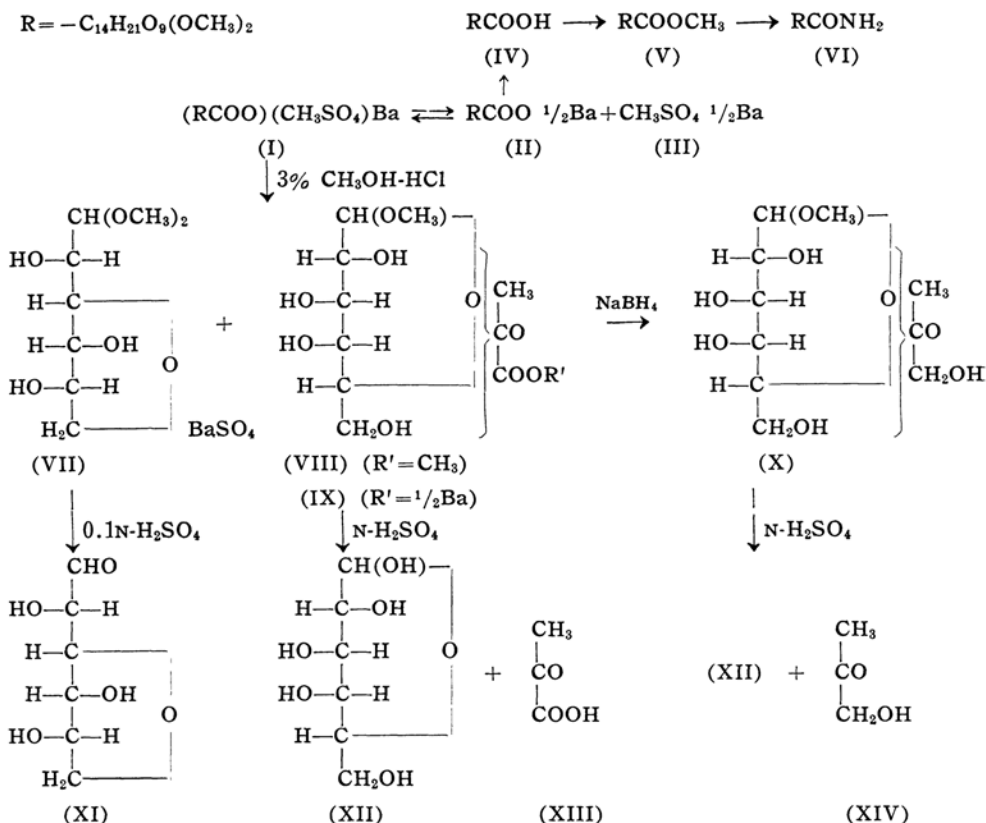 R=−C₁₄H₂₁O₉(OCH₃)₂
RCOOH → RCOOCH₃ → RCONH₂
(IV) (V) (VI)
↑
(RCOO)(CH₃SO₄)Ba ⇌ RCOO ¹/₂Ba+CH₃SO₄ ¹/₂Ba
(I) (II) (III)
↓ 3% CH₃OH-HCl
CH(OCH₃)₂ CH(OCH₃) CH(OCH₃)
HO—C—H H—C—OH H—C—OH
H—C HO—C—H O CH₃ NaBH₄ HO—C—H O CH₃
+ CO → CO
H—C—OH HO—C—H HO—C—H
O COOR' CH₂OH
HO—C—H H—C H—C
H₂C BaSO₄ CH₂OH CH₂OH
(VII) (VIII) (R'=CH₃) (X)
(IX) (R'=¹/₂Ba)
↓ 0.1N-H₂SO₄ ↓ N-H₂SO₄ ↓ N-H₂SO₄
CHO CH(OH)
HO—C—H H—C—OH CH₃ CH₃
H—C HO—C—H O + CO (XII) + CO
H—C—OH O HO—C—H COOH CH₂OH
HO—C—H H—C
H₂C CH₂OH
(XI) (XII) (XIII) (XIV)